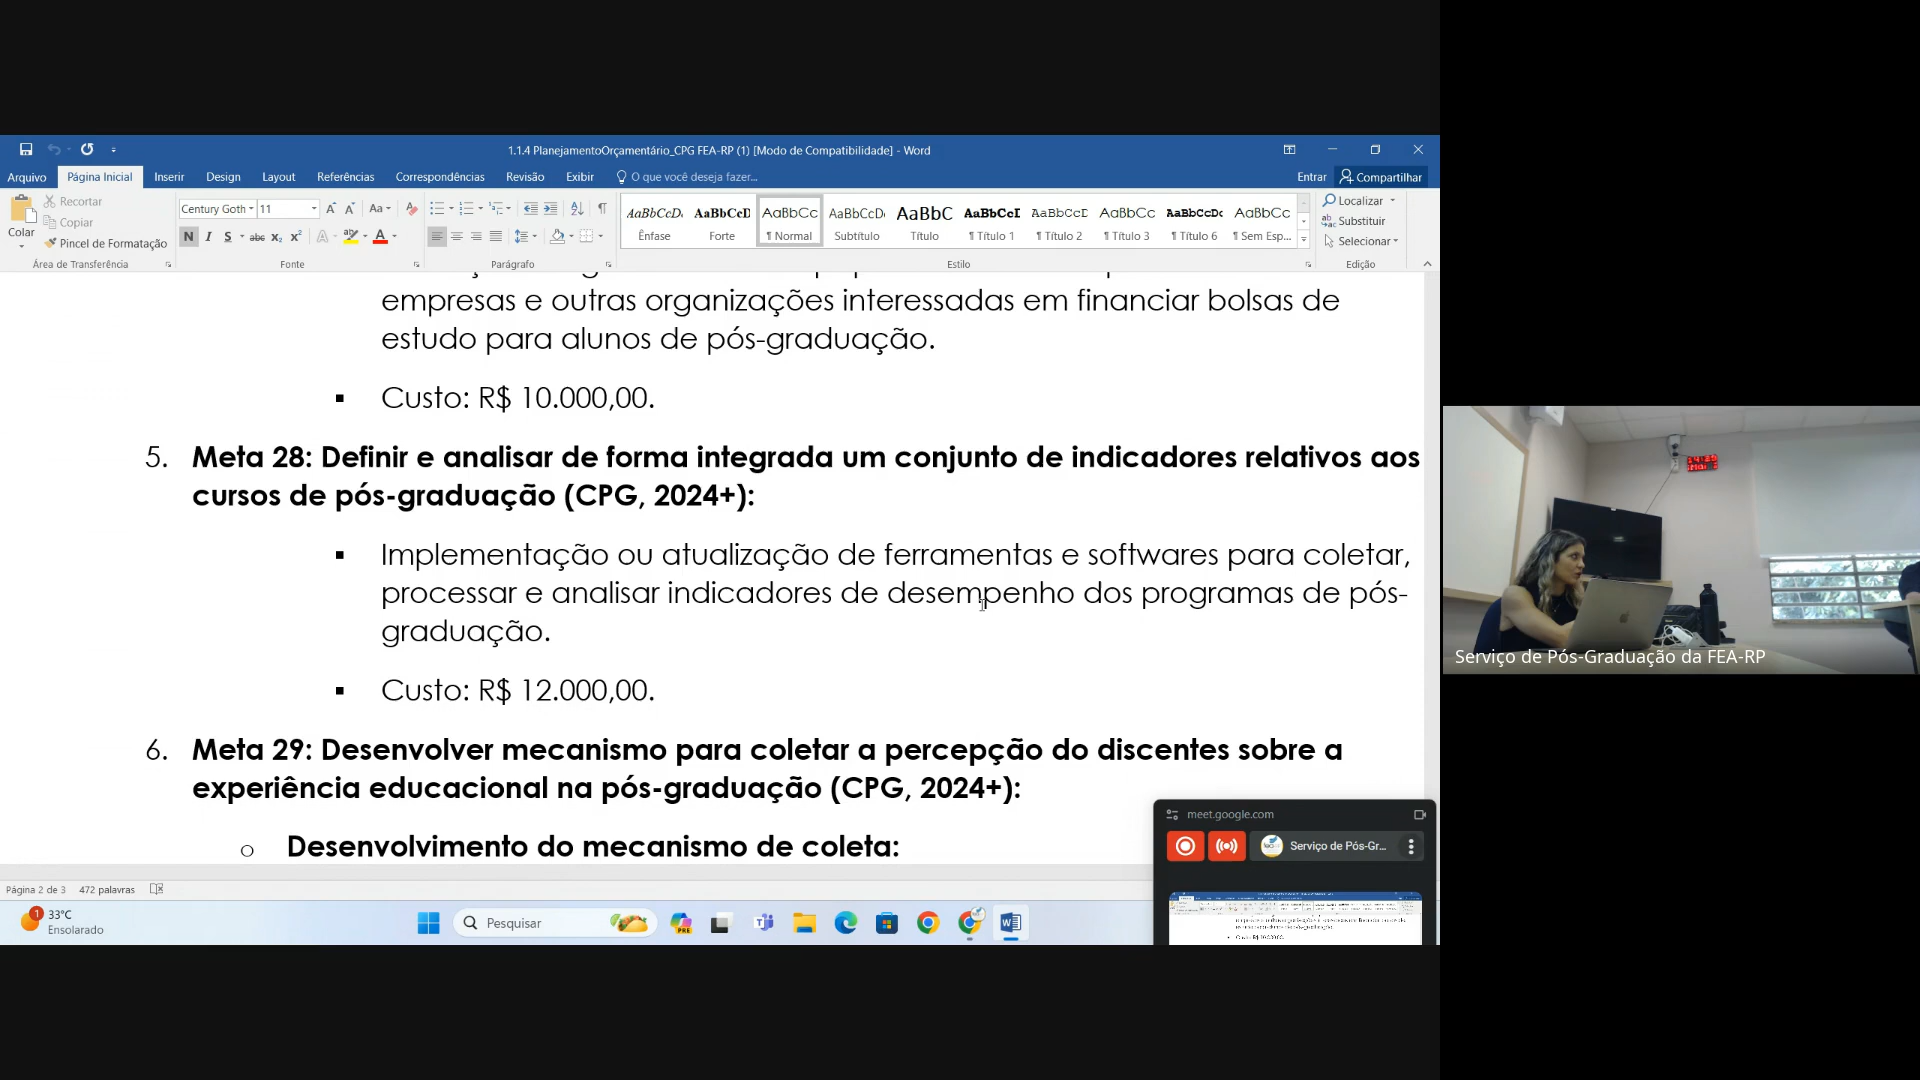 1.1.4 PlanejamentoOrçamentário_CPG FEA-RP (1) [Modo de Compatibilidade] - Word
Arquivo Página Inicial Inserir Design Layout Referências Correspondências Revisão Exibir O que você deseja fazer... Entrar Compartilhar
Colar
Recortar
Copiar
Pincel de Formatação
Área de Transferência
Century Goth 11
N I S abc x₂ x²
Fonte
Parágrafo
AaBbCcDt AaBbCcD AaBbCc AaBbCcDt AaBbC AaBbCcI AaBbCcD AaBbCc AaBbCcDc AaBbCc
Ênfase Forte ¶ Normal Subtítulo Título ¶ Título 1 ¶ Título 2 ¶ Título 3 ¶ Título 6 ¶ Sem Esp...
Estilo
Localizar
Substituir
Selecionar
Edição
empresas e outras organizações interessadas em financiar bolsas de
estudo para alunos de pós-graduação.
▪ Custo: R$ 10.000,00.
5. Meta 28: Definir e analisar de forma integrada um conjunto de indicadores relativos aos
cursos de pós-graduação (CPG, 2024+):
▪ Implementação ou atualização de ferramentas e softwares para coletar,
processar e analisar indicadores de desempenho dos programas de pós-
graduação.
▪ Custo: R$ 12.000,00.
6. Meta 29: Desenvolver mecanismo para coletar a percepção do discentes sobre a
experiência educacional na pós-graduação (CPG, 2024+):
o Desenvolvimento do mecanismo de coleta:
meet.google.com
Serviço de Pós-Gr...
Página 2 de 3 472 palavras
1
33°C
Ensolarado
Pesquisar
PRE
Serviço de Pós-Graduação da FEA-RP